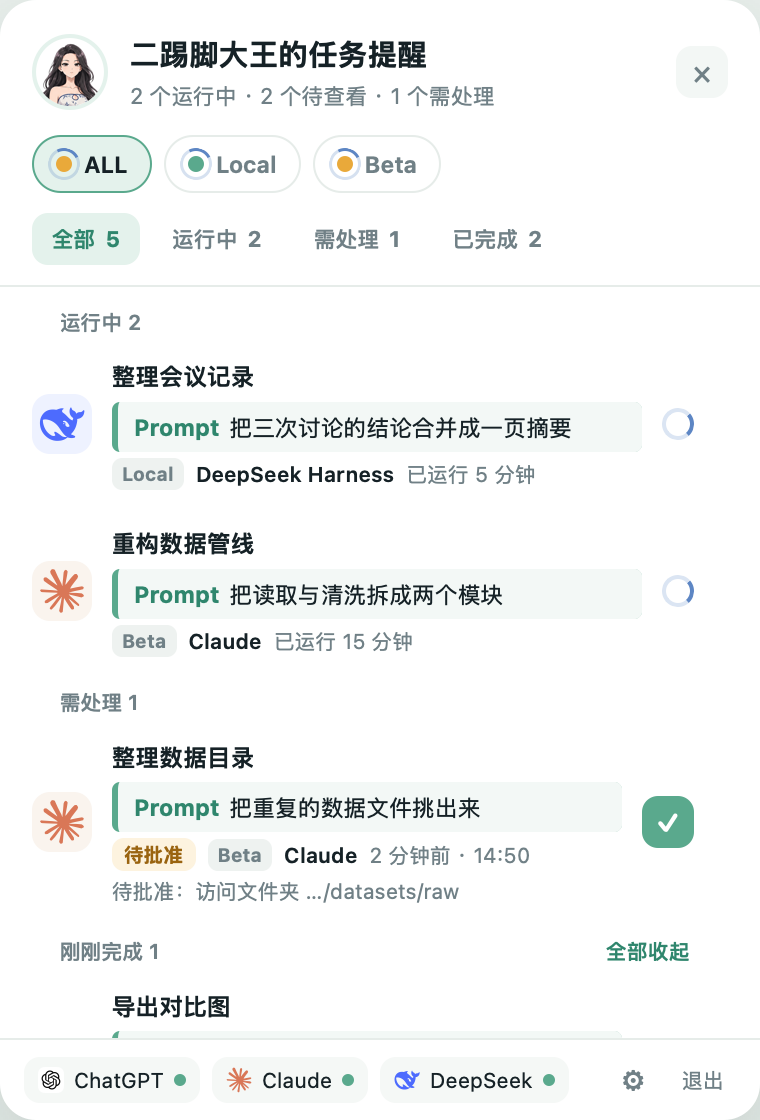 二踢脚大王的任务提醒
2 个运行中 · 2 个待查看 · 1 个需处理
ALL Local Beta
全部 5 运行中 2 需处理 1 已完成 2
运行中 2
整理会议记录
Prompt 把三次讨论的结论合并成一页摘要
Local DeepSeek Harness 已运行 5 分钟
重构数据管线
Prompt 把读取与清洗拆成两个模块
Beta Claude 已运行 15 分钟
需处理 1
整理数据目录
Prompt 把重复的数据文件挑出来
待批准 Beta Claude 2 分钟前 · 14:50
待批准：访问文件夹 …/datasets/raw
刚刚完成 1 全部收起
导出对比图
ChatGPT Claude DeepSeek 退出